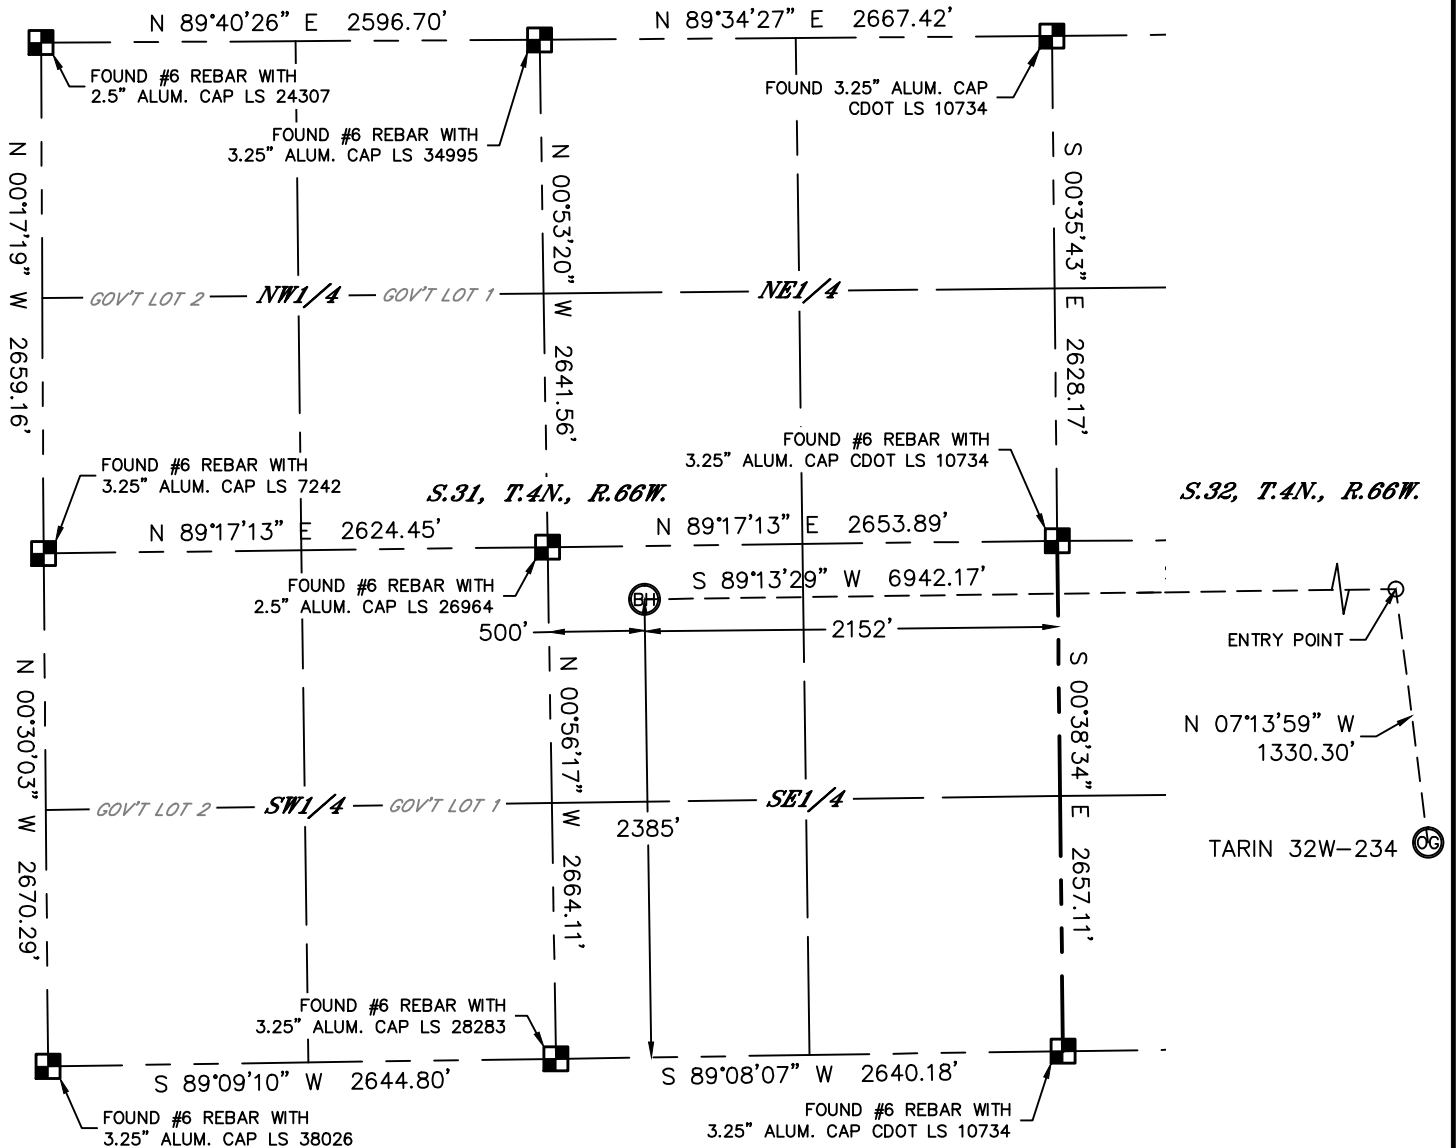 N 89°40'26" E 2596.70'
N 89°34'27" E 2667.42'
FOUND #6 REBAR WITH
2.5" ALUM. CAP LS 24307
FOUND 3.25" ALUM. CAP
CDOT LS 10734
FOUND #6 REBAR WITH
3.25" ALUM. CAP LS 34995
N 00°17'19" W 2659.16'
N 00°53'20" W 2641.56'
S 00°35'43" E 2628.17'
GOV'T LOT 2
NW1/4
GOV'T LOT 1
NE1/4
FOUND #6 REBAR WITH
3.25" ALUM. CAP CDOT LS 10734
FOUND #6 REBAR WITH
3.25" ALUM. CAP LS 7242
S.31, T.4N., R.66W.
S.32, T.4N., R.66W.
N 89°17'13" E 2624.45'
N 89°17'13" E 2653.89'
FOUND #6 REBAR WITH
2.5" ALUM. CAP LS 26964
S 89°13'29" W 6942.17'
BH
500'
2152'
ENTRY POINT
N 00°30'03" W 2670.29'
N 00°56'17" W 2664.11'
S 00°38'34" E 2657.11'
N 07°13'59" W
1330.30'
GOV'T LOT 2
SW1/4
GOV'T LOT 1
SE1/4
2385'
TARIN 32W-234
OG
FOUND #6 REBAR WITH
3.25" ALUM. CAP LS 28283
S 89°09'10" W 2644.80'
S 89°08'07" W 2640.18'
FOUND #6 REBAR WITH
3.25" ALUM. CAP LS 38026
FOUND #6 REBAR WITH
3.25" ALUM. CAP CDOT LS 10734